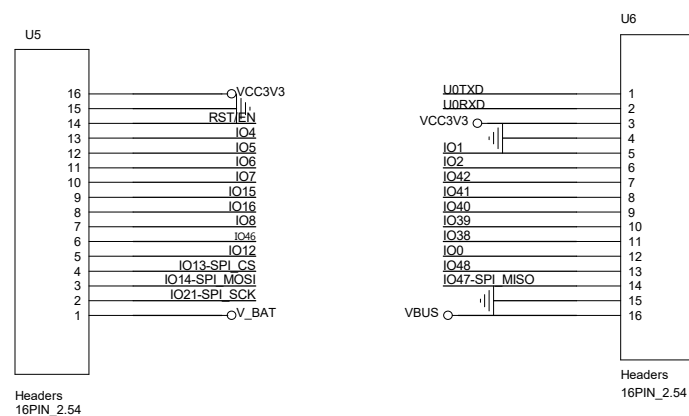 U5
16 VCC3V3
15
14 RST/EN
13 IO4
12 IO5
11 IO6
10 IO7
9 IO15
8 IO16
7 IO8
6 IO46
5 IO12
4 IO13-SPI_CS
3 IO14-SPI_MOSI
2 IO21-SPI_SCK
1 V_BAT
Headers
16PIN_2.54
U6
U0TXD 1
U0RXD 2
VCC3V3 3
4
IO1 5
IO2 6
IO42 7
IO41 8
IO40 9
IO39 10
IO38 11
IO0 12
IO48 13
IO47-SPI_MISO 14
15
VBUS 16
Headers
16PIN_2.54